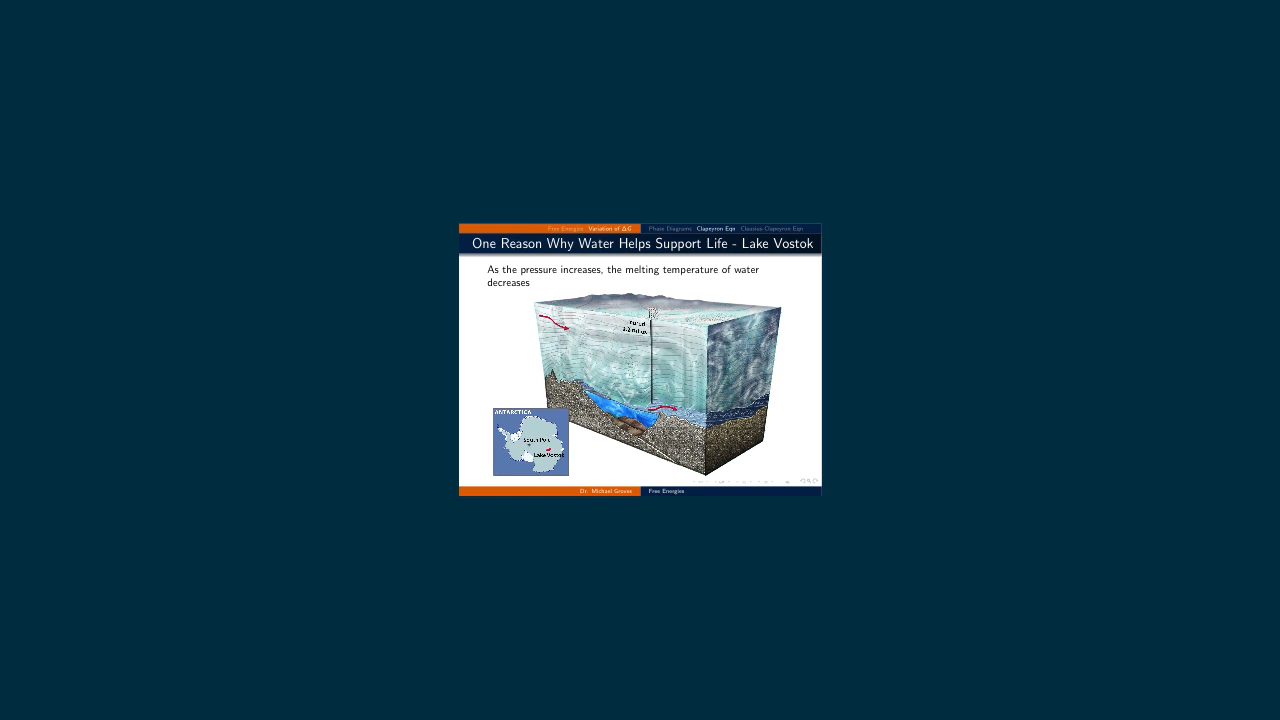 Free Energies Variation of ΔG Phase Diagrams Clapeyron Eqn Clausius-Clapeyron Eqn
One Reason Why Water Helps Support Life - Lake Vostok
As the pressure increases, the melting temperature of water
decreases
ANTARCTICA
South Pole
Lake Vostok
Dr. Michael Groves Free Energies